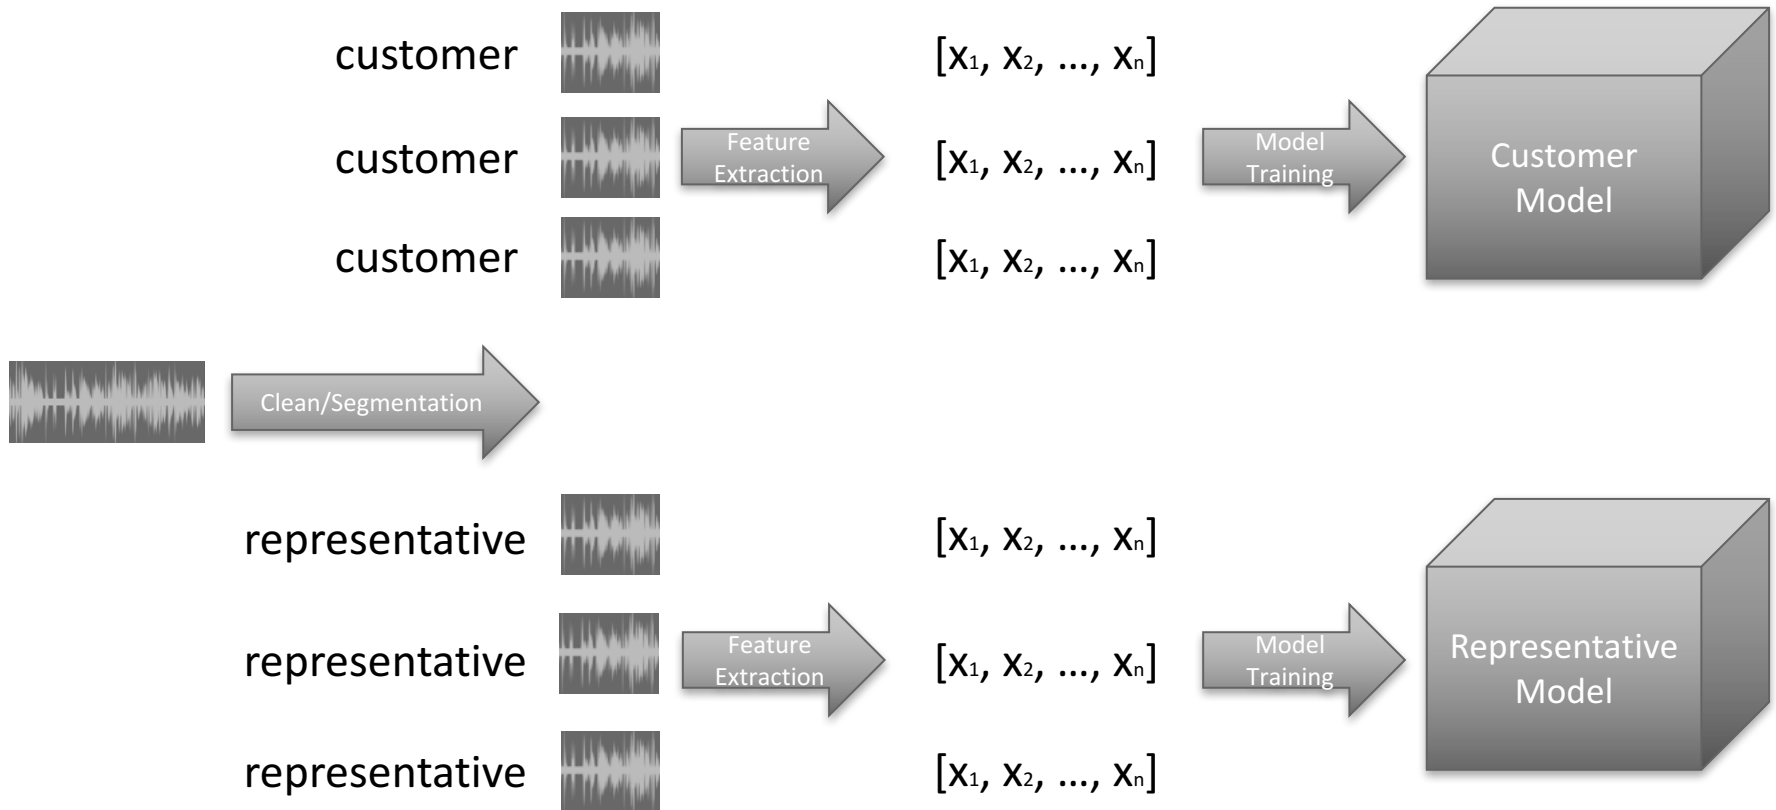 customer
[x₁, x₂, ..., xₙ]
customer
Feature
Extraction
[x₁, x₂, ..., xₙ]
Model
Training
Customer
Model
customer
[x₁, x₂, ..., xₙ]
Clean/Segmentation
representative
[x₁, x₂, ..., xₙ]
representative
Feature
Extraction
[x₁, x₂, ..., xₙ]
Model
Training
Representative
Model
representative
[x₁, x₂, ..., xₙ]